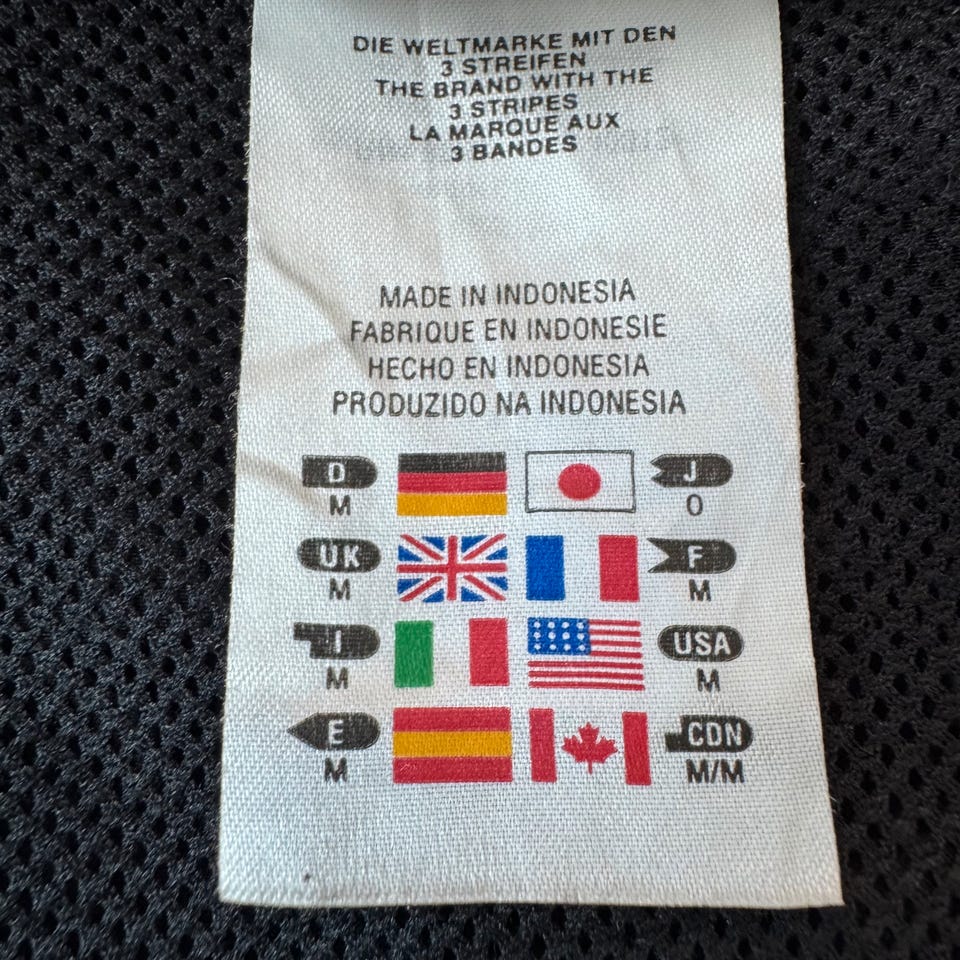 DIE WELTMARKE MIT DEN
3 STREIFEN
THE BRAND WITH THE
3 STRIPES
LA MARQUE AUX
3 BANDES
MADE IN INDONESIA
FABRIQUE EN INDONESIE
HECHO EN INDONESIA
PRODUZIDO NA INDONESIA
D J
M O
UK F
M M
I USA
M M
E CDN
M M/M